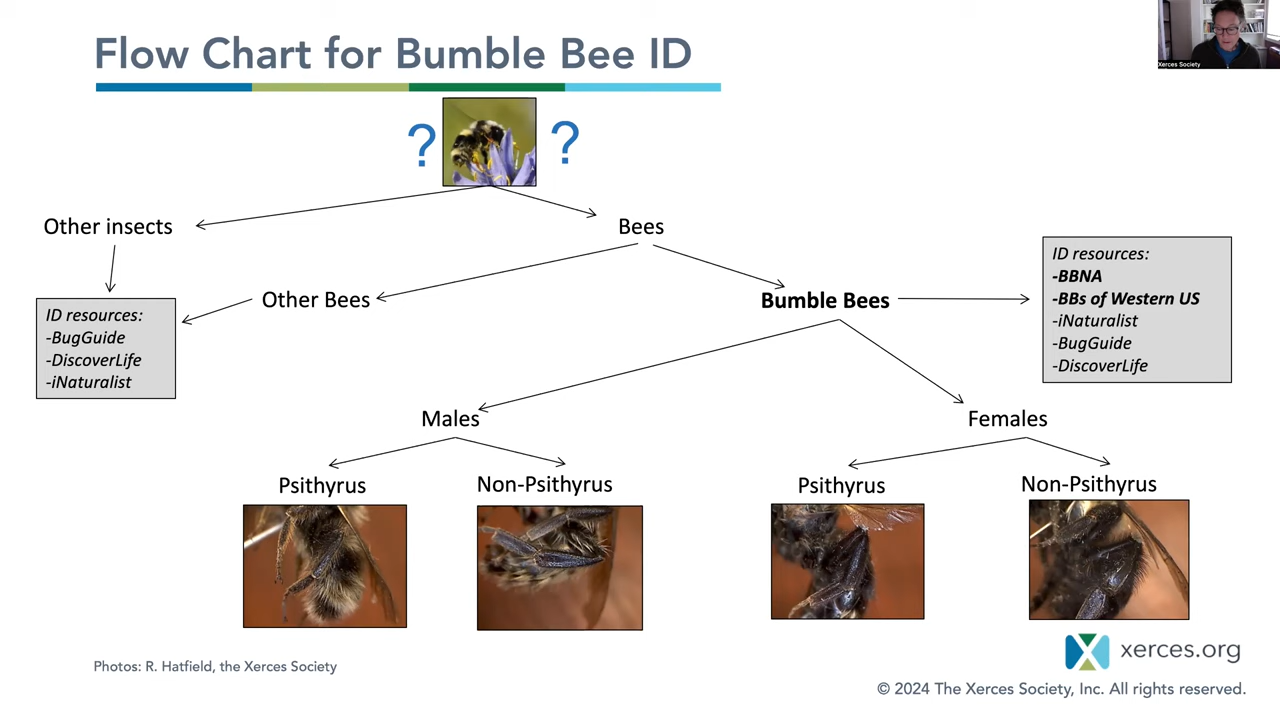 Flow Chart for Bumble Bee ID
Xerces Society
? ?
Other insects
Bees
ID resources:
-BugGuide
-DiscoverLife
-iNaturalist
Other Bees
Bumble Bees
ID resources:
-BBNA
-BBs of Western US
-iNaturalist
-BugGuide
-DiscoverLife
Males
Females
Psithyrus
Non-Psithyrus
Psithyrus
Non-Psithyrus
Photos: R. Hatfield, the Xerces Society
xerces.org
© 2024 The Xerces Society, Inc. All rights reserved.